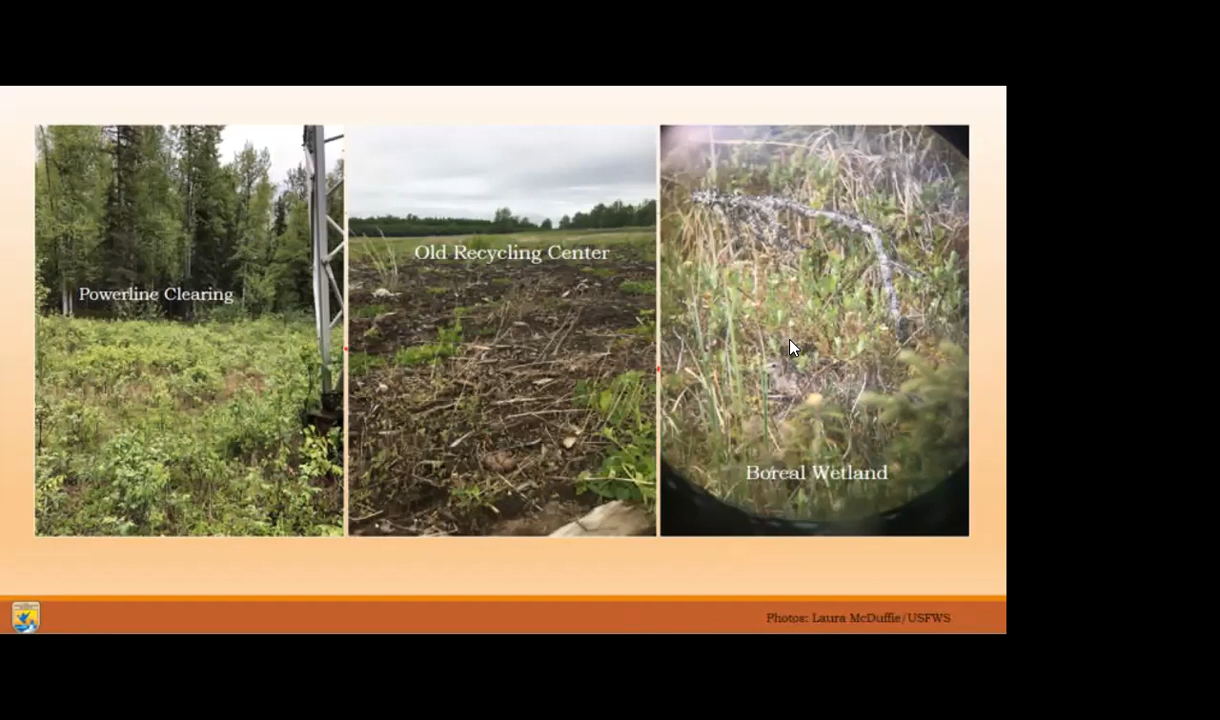 Powerline Clearing
Old Recycling Center
Boreal Wetland
Photos: Laura McDuffie/USFWS